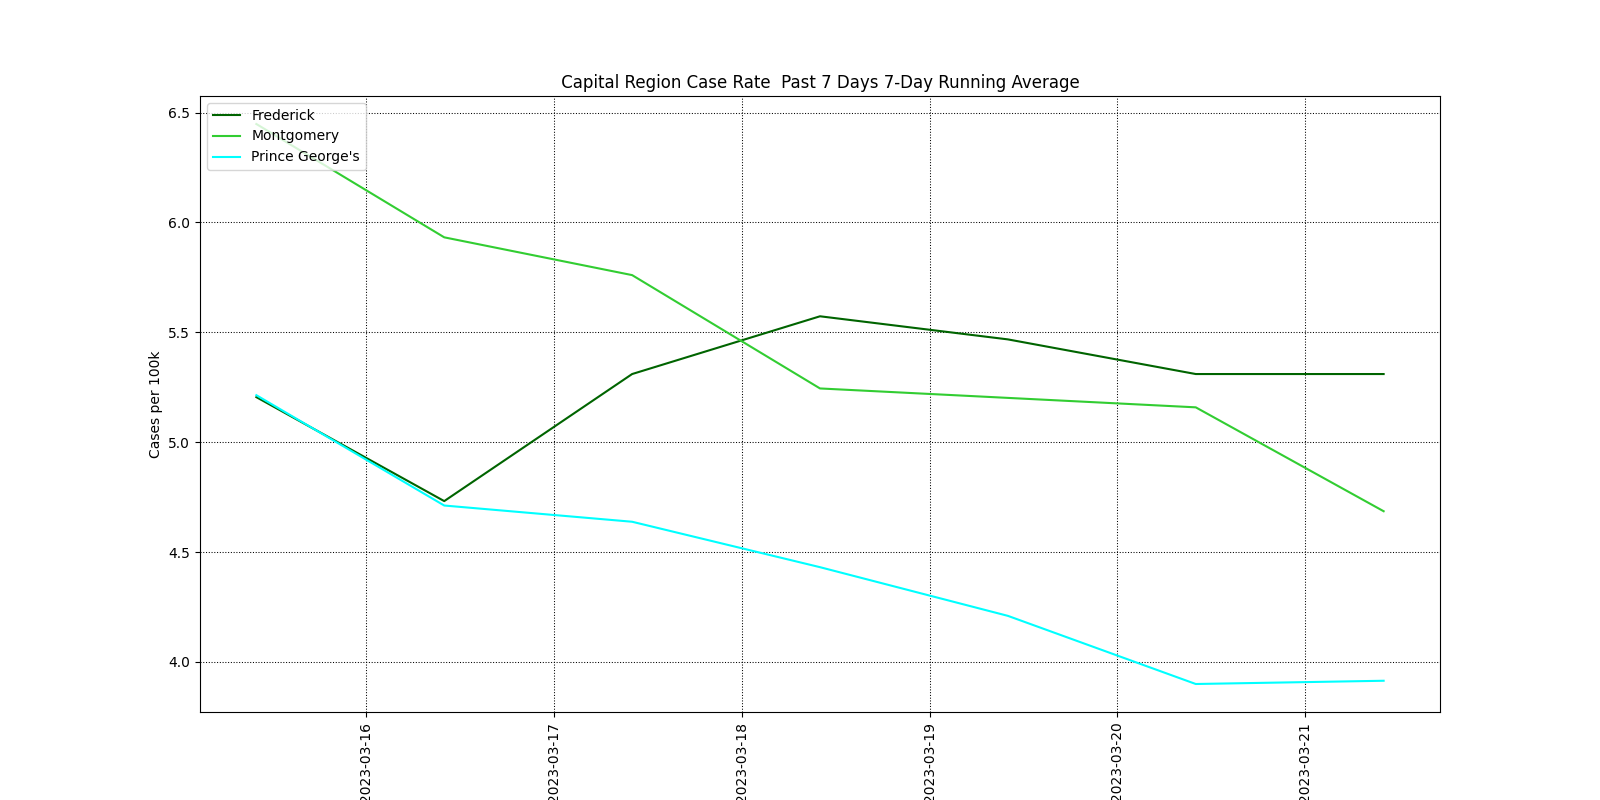 Capital Region Case Rate  Past 7 Days 7-Day Running Average
Frederick
Montgomery
Prince George's
Cases per 100k
6.5
6.0
5.5
5.0
4.5
4.0
2023-03-16
2023-03-17
2023-03-18
2023-03-19
2023-03-20
2023-03-21